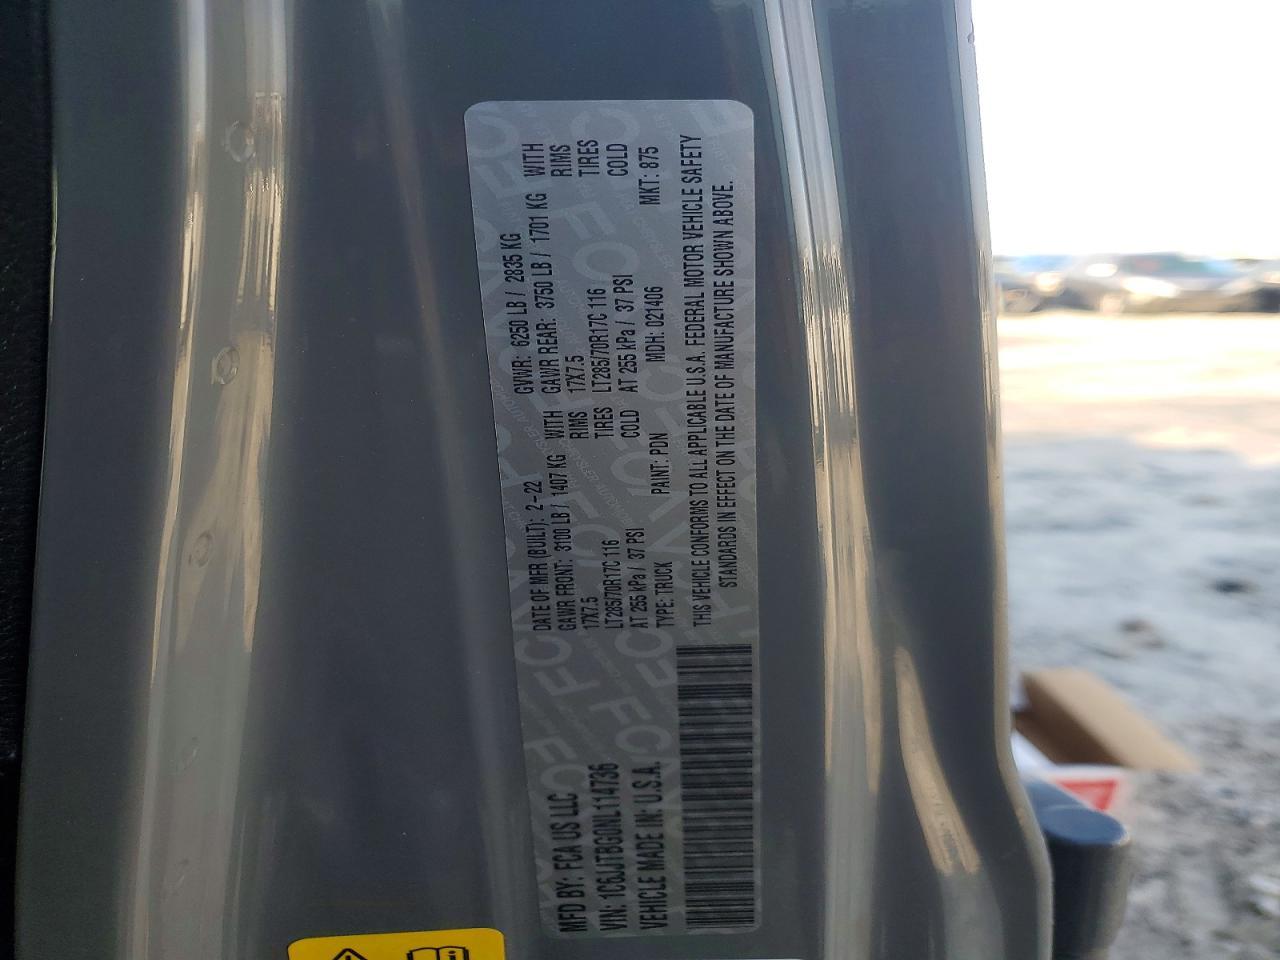 MFD BY: FCA US LLC
DATE OF MFR (BUILT): 2-22 GVWR: 6250 LB / 2835 KG
GAWR FRONT: 3100 LB / 1407 KG WITH GAWR REAR: 3750 LB / 1701 KG WITH
17X7.5 RIMS 17X7.5 RIMS
LT285/70R17C 116 TIRES LT285/70R17C 116 TIRES
AT 255 kPa / 37 PSI COLD AT 255 kPa / 37 PSI COLD
VIN: 1C6JJTBG0NL114736
TYPE: TRUCK PAINT: PDN MDH: 021406 MKT: 875
VEHICLE MADE IN: U.S.A.
THIS VEHICLE CONFORMS TO ALL APPLICABLE U.S.A. FEDERAL MOTOR VEHICLE SAFETY
STANDARDS IN EFFECT ON THE DATE OF MANUFACTURE SHOWN ABOVE.